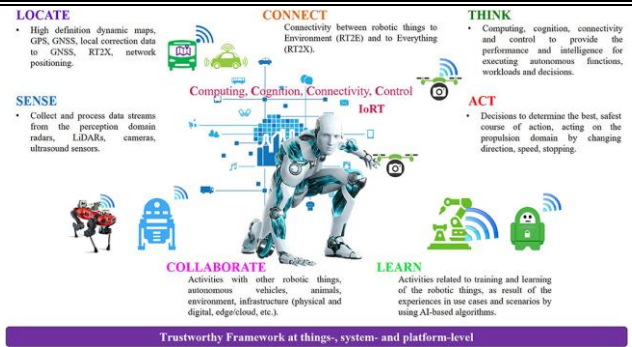 LOCATE
• High definition dynamic maps,
GPS, GNSS, local correction data
to GNSS, RT2X, network
positioning.
CONNECT
Connectivity between robotic things to
Environment (RT2E) and to Everything
(RT2X).
THINK
• Computing, cognition, connectivity
and control to provide the
performance and intelligence for
executing autonomous functions,
workloads and decisions.
Computing, Cognition, Connectivity, Control
IoRT
SENSE
• Collect and process data streams
from the perception domain
radars, LiDARs, cameras,
ultrasound sensors.
ACT
• Decisions to determine the best, safest
course of action, acting on the
propulsion domain by changing
direction, speed, stopping.
COLLABORATE
Activities with other robotic things,
autonomous vehicles, animals,
environment, infrastructure (physical and
digital, edge/cloud, etc.).
LEARN
Activities related to training and learning
of the robotic things, as result of the
experiences in use cases and scenarios by
using AI-based algorithms.
Trustworthy Framework at things-, system- and platform-level